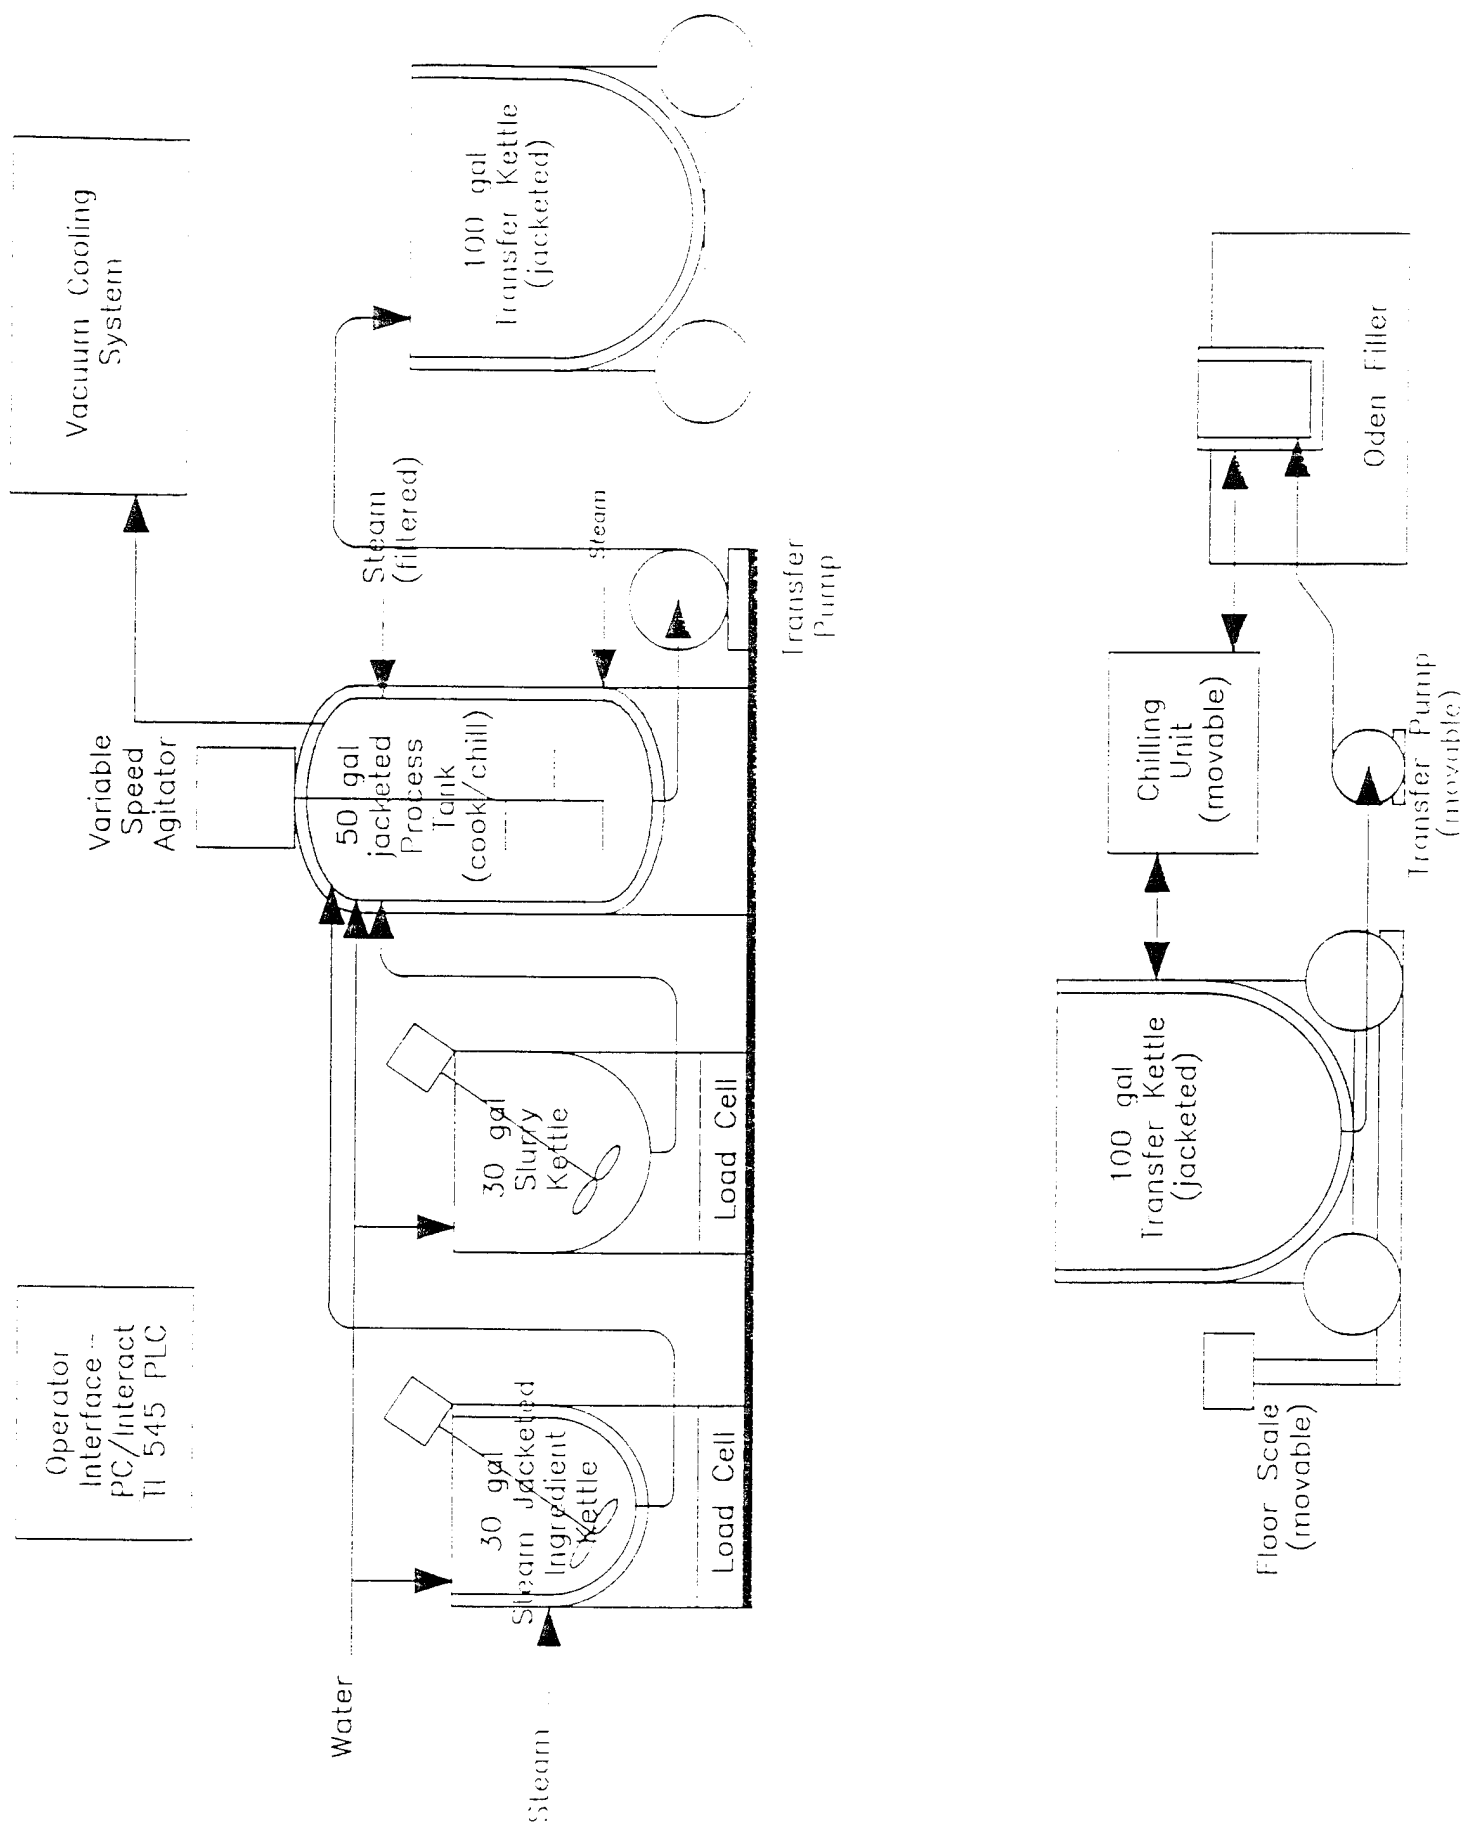 Operator
Interface--
PC/Interact
TI 545 PLC
Vacuum Cooling
System
Variable
Speed
Agitator
Water
Steam
30 gal
Steam Jacketed
Ingredient
Kettle
Load Cell
30 gal
Slurry
Kettle
Load Cell
50 gal
jacketed
Process
Tank
(cook/chill)
Steam
(filtered)
Steam
Transfer
Pump
100 gal
Transfer Kettle
(jacketed)
Floor Scale
(movable)
100 gal
Transfer Kettle
(jacketed)
Chilling
Unit
(movable)
Transfer Pump
(movable)
Oden Filler